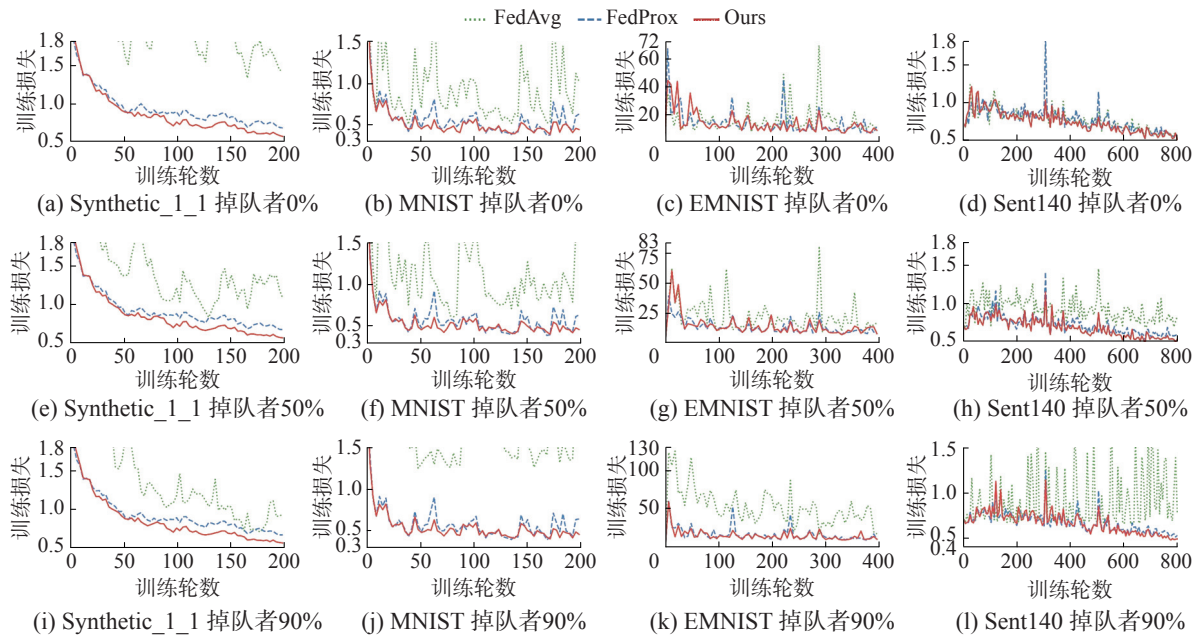 FedAvg FedProx Ours
1.8 1.5 1.0 0.5 训练损失 0 50 100 150 200 训练轮数
1.5 1.0 0.5 0.3 训练损失 0 50 100 150 200 训练轮数
72 60 40 20 0 训练损失 0 100 200 300 400 训练轮数
1.8 1.5 1.0 0.5 训练损失 0 200 400 600 800 训练轮数
(a) Synthetic_1_1 掉队者0%
(b) MNIST 掉队者0%
(c) EMNIST 掉队者0%
(d) Sent140 掉队者0%
1.8 1.5 1.0 0.5 训练损失 0 50 100 150 200 训练轮数
1.5 1.0 0.5 0.3 训练损失 0 50 100 150 200 训练轮数
83 75 50 25 训练损失 0 100 200 300 400 训练轮数
1.8 1.5 1.0 0.5 训练损失 0 200 400 600 800 训练轮数
(e) Synthetic_1_1 掉队者50%
(f) MNIST 掉队者50%
(g) EMNIST 掉队者50%
(h) Sent140 掉队者50%
1.8 1.5 1.0 0.5 训练损失 0 50 100 150 200 训练轮数
1.5 1.0 0.5 0.3 训练损失 0 50 100 150 200 训练轮数
130 100 50 0 训练损失 0 100 200 300 400 训练轮数
1.5 1.0 0.5 0.4 训练损失 0 200 400 600 800 训练轮数
(i) Synthetic_1_1 掉队者90%
(j) MNIST 掉队者90%
(k) EMNIST 掉队者90%
(l) Sent140 掉队者90%